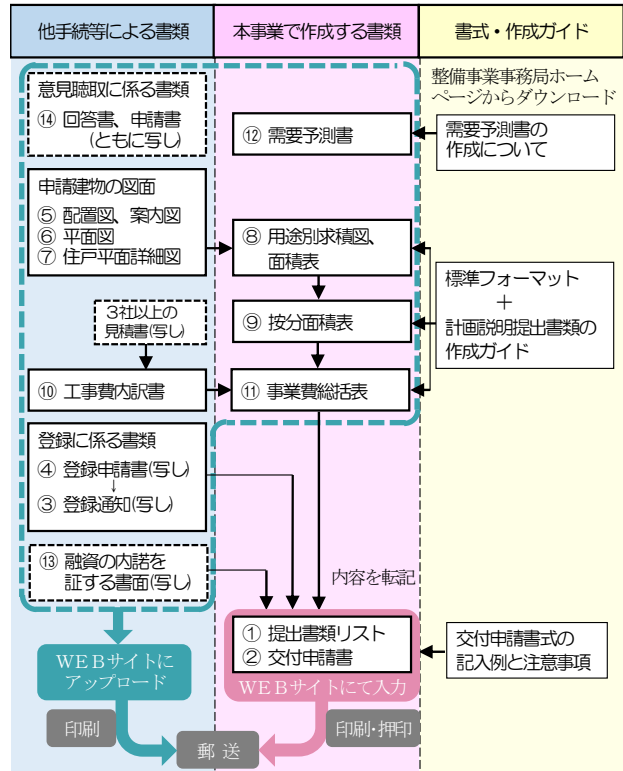 他手続等による書類
本事業で作成する書類
書式・作成ガイド
意見聴取に係る書類
⑭ 回答書、申請書
(ともに写し)
⑫ 需要予測書
整備事業事務局ホーム
ページからダウンロード
需要予測書の
作成について
申請建物の図面
⑤ 配置図、案内図
⑥ 平面図
⑦ 住戸平面詳細図
⑧ 用途別求積図、
面積表
3社以上の
見積書(写し)
⑨ 按分面積表
標準フォーマット
+
計画説明提出書類の
作成ガイド
⑩ 工事費内訳書
⑪ 事業費総括表
登録に係る書類
④ 登録申請書(写し)
↓
③ 登録通知(写し)
⑬ 融資の内諾を
証する書面(写し)
内容を転記
① 提出書類リスト
② 交付申請書
交付申請書式の
記入例と注意事項
WEBサイトに
アップロード
WEBサイトにて入力
印刷
印刷・押印
郵 送